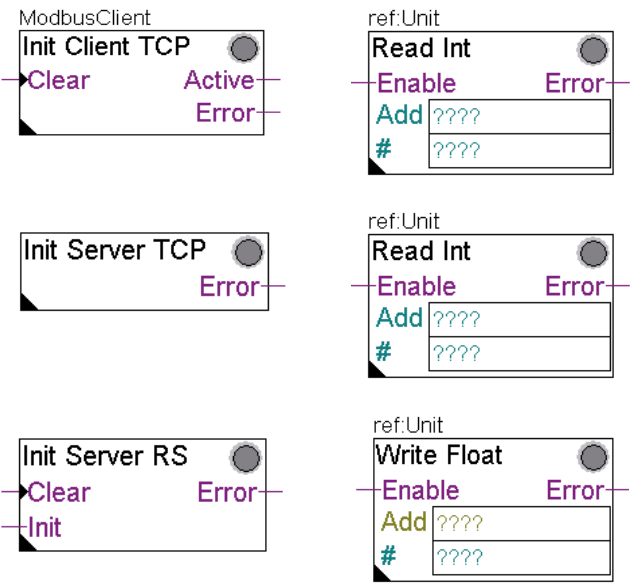 ModbusClient
Init Client TCP
Clear Active
Error
ref:Unit
Read Int
Enable Error
Add ????
# ????
Init Server TCP
Error
ref:Unit
Read Int
Enable Error
Add ????
# ????
Init Server RS
Clear Error
Init
ref:Unit
Write Float
Enable Error
Add ????
# ????